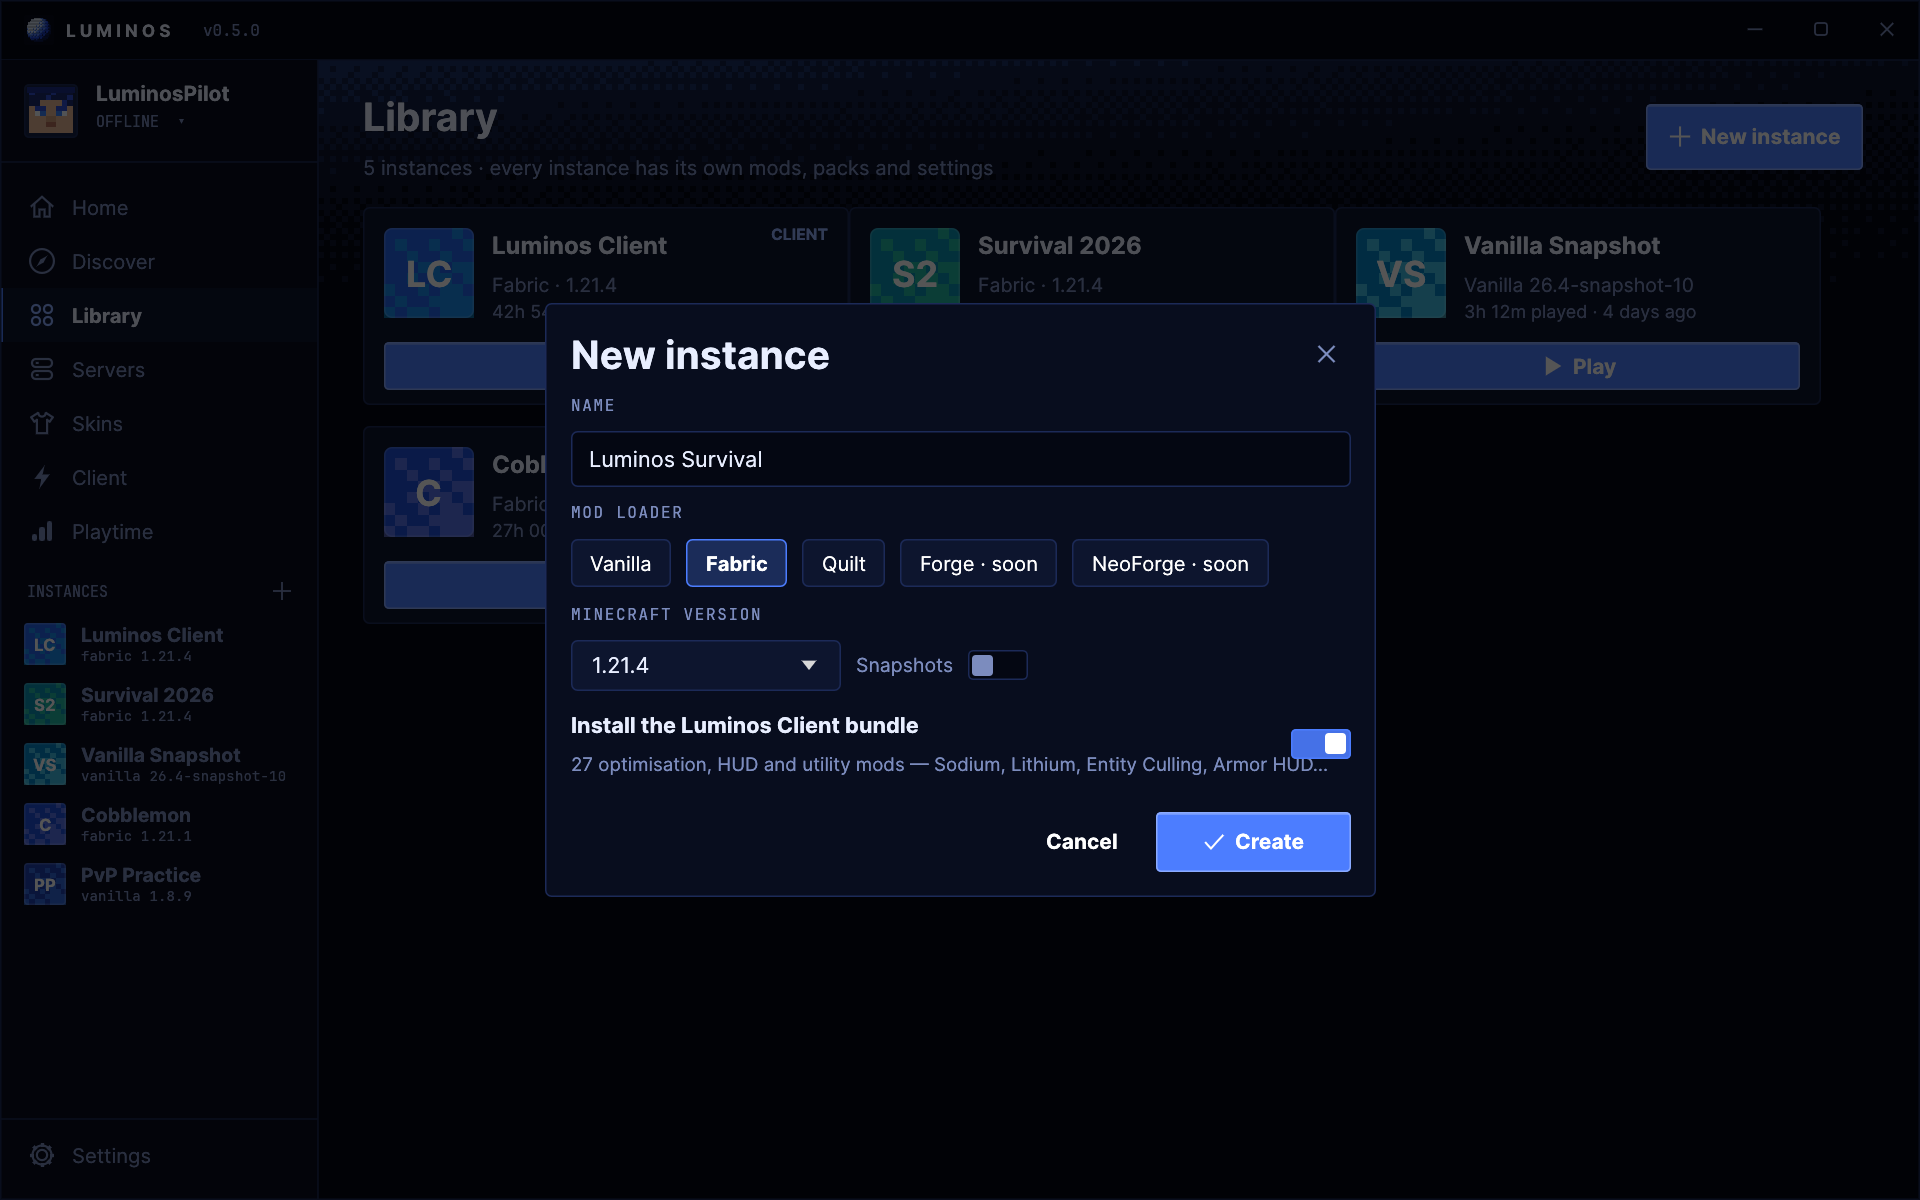 LUMINOS v0.5.0
LuminosPilot
OFFLINE
Home
Discover
Library
Servers
Skins
Client
Playtime
INSTANCES
LC
Luminos Client
fabric 1.21.4
S2
Survival 2026
fabric 1.21.4
VS
Vanilla Snapshot
vanilla 26.4-snapshot-10
C
Cobblemon
fabric 1.21.1
PP
PvP Practice
vanilla 1.8.9
Settings
Library
5 instances · every instance has its own mods, packs and settings
New instance
LC
Luminos Client
CLIENT
Fabric · 1.21.4
42h
S2
Survival 2026
Fabric · 1.21.4
VS
Vanilla Snapshot
Vanilla 26.4-snapshot-10
3h 12m played · 4 days ago
Play
C
Fabric
27h
New instance
NAME
Luminos Survival
MOD LOADER
Vanilla Fabric Quilt Forge · soon NeoForge · soon
MINECRAFT VERSION
1.21.4 Snapshots
Install the Luminos Client bundle
27 optimisation, HUD and utility mods — Sodium, Lithium, Entity Culling, Armor HUD...
Cancel Create